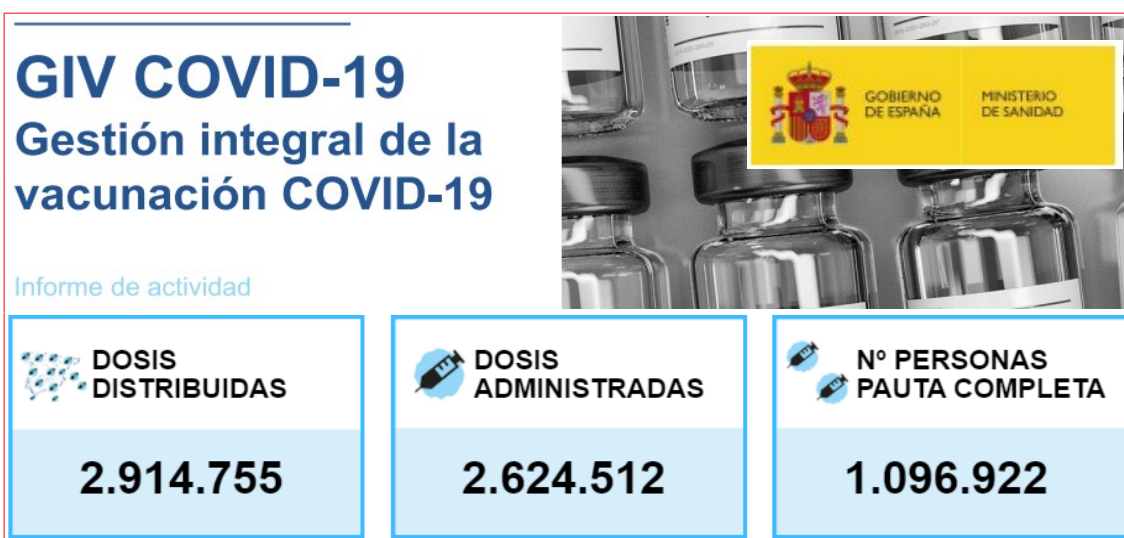 GIV COVID-19
Gestión integral de la
vacunación COVID-19
Informe de actividad
GOBIERNO
DE ESPAÑA
MINISTERIO
DE SANIDAD
DOSIS
DISTRIBUIDAS
2.914.755
DOSIS
ADMINISTRADAS
2.624.512
Nº PERSONAS
PAUTA COMPLETA
1.096.922